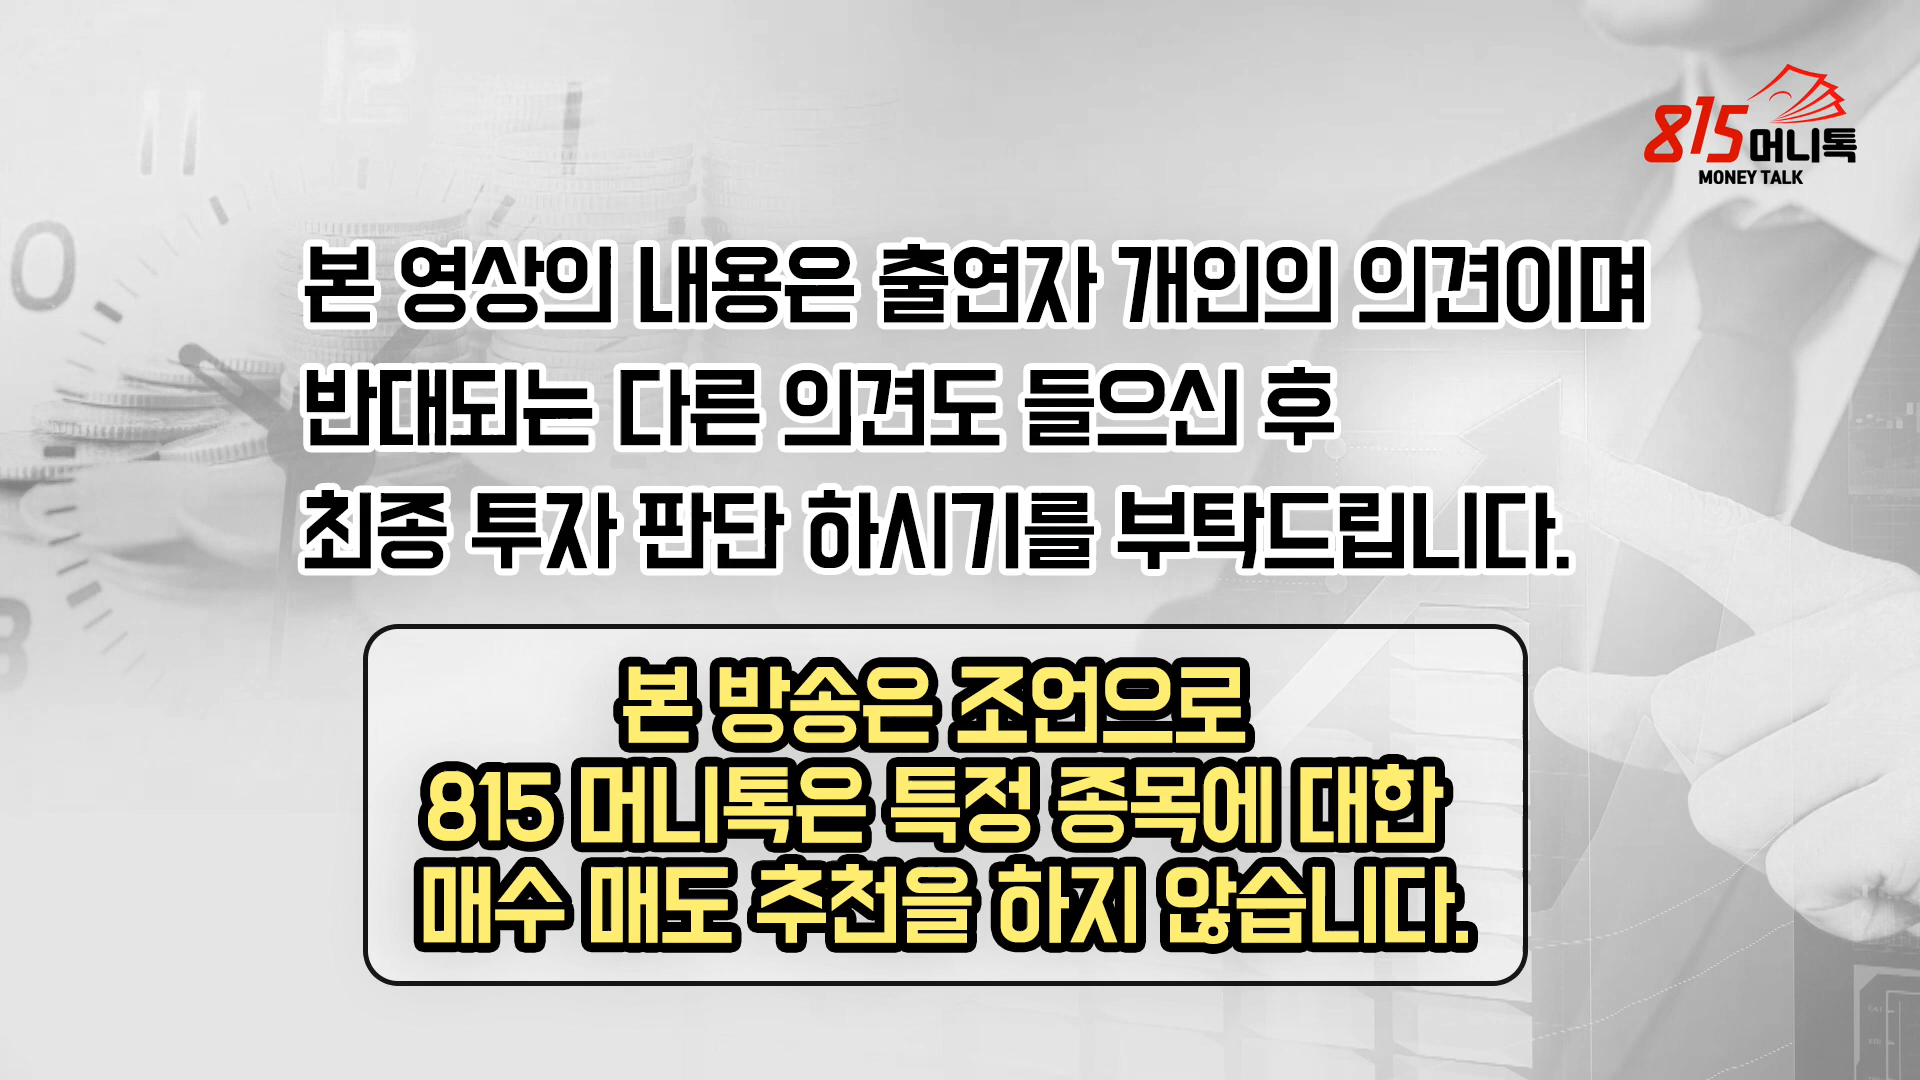 815머니톡
MONEY TALK
본 영상의 내용은 출연자 개인의 의견이며
반대되는 다른 의견도 들으신 후
최종 투자 판단 하시기를 부탁드립니다.
본 방송은 조언으로
815 머니톡은 특정 종목에 대한
매수 매도 추천을 하지 않습니다.
12
11
10
8